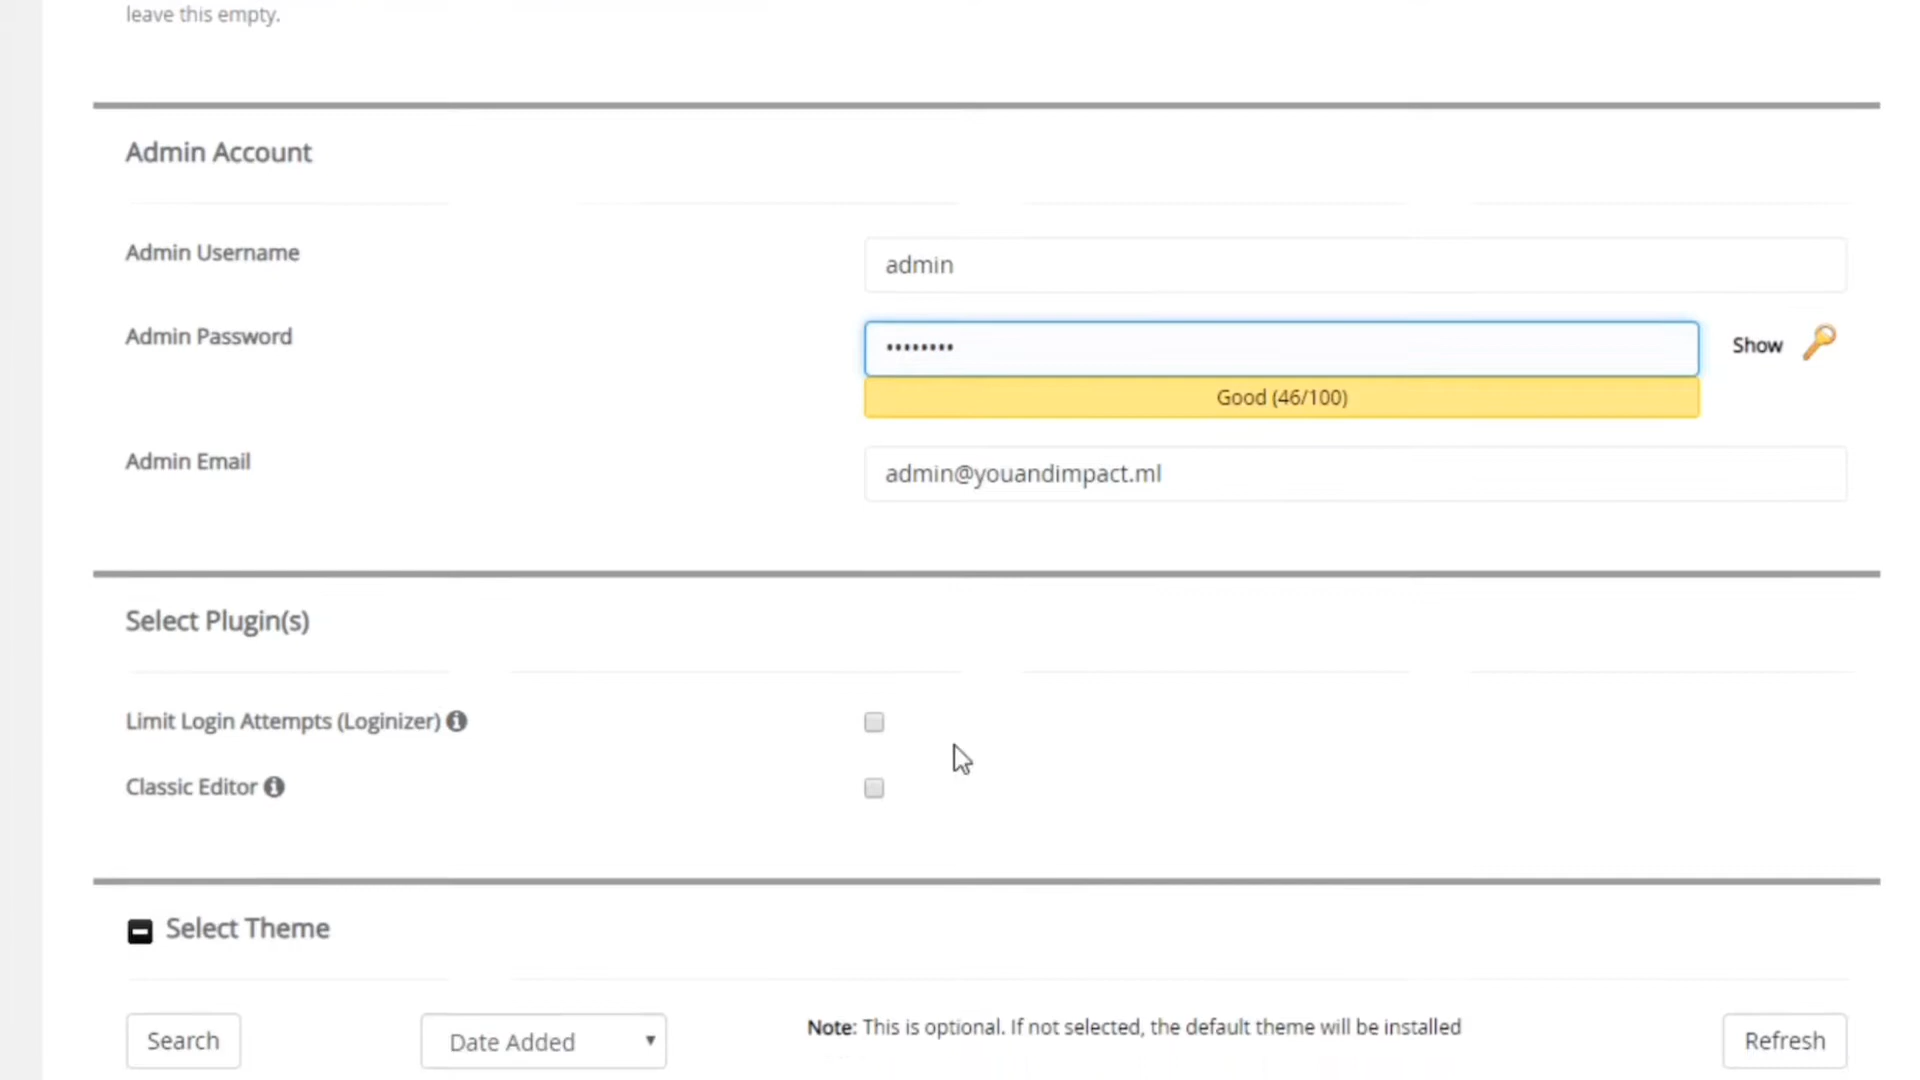 leave this empty.
Admin Account
Admin Username
admin
Admin Password
••••••••
Show
Good (46/100)
Admin Email
admin@youandimpact.ml
Select Plugin(s)
Limit Login Attempts (Loginizer)
Classic Editor
Select Theme
Search
Date Added
Note: This is optional. If not selected, the default theme will be installed
Refresh